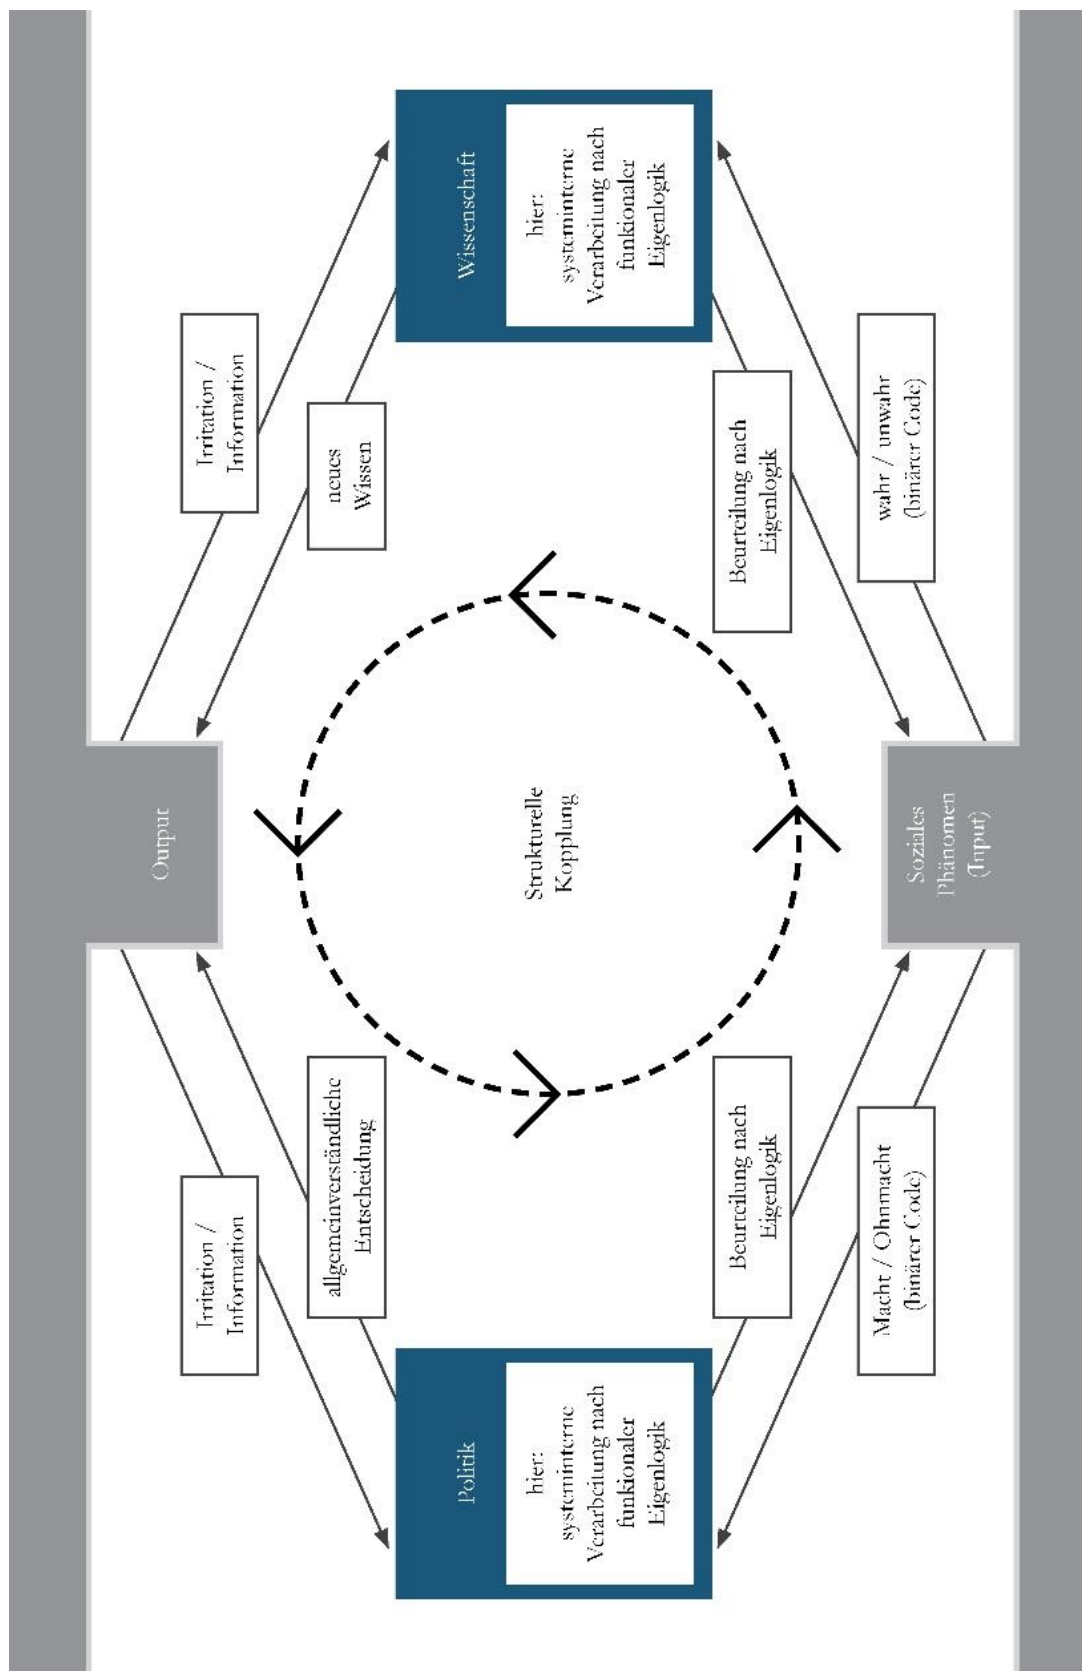 Output
Irritation /
Information
Irritation /
Information
allgemeinverständliche
Entscheidung
neues
Wissen
Politik
hier:
systeminterne
Verarbeitung nach
funktionaler
Eigenlogik
Strukturelle
Kopplung
Wissenschaft
hier:
systeminterne
Verarbeitung nach
funktionaler
Eigenlogik
Beurteilung nach
Eigenlogik
Beurteilung nach
Eigenlogik
Macht / Ohnmacht
(binärer Code)
Soziales
Phänomen
(Input)
wahr / unwahr
(binärer Code)